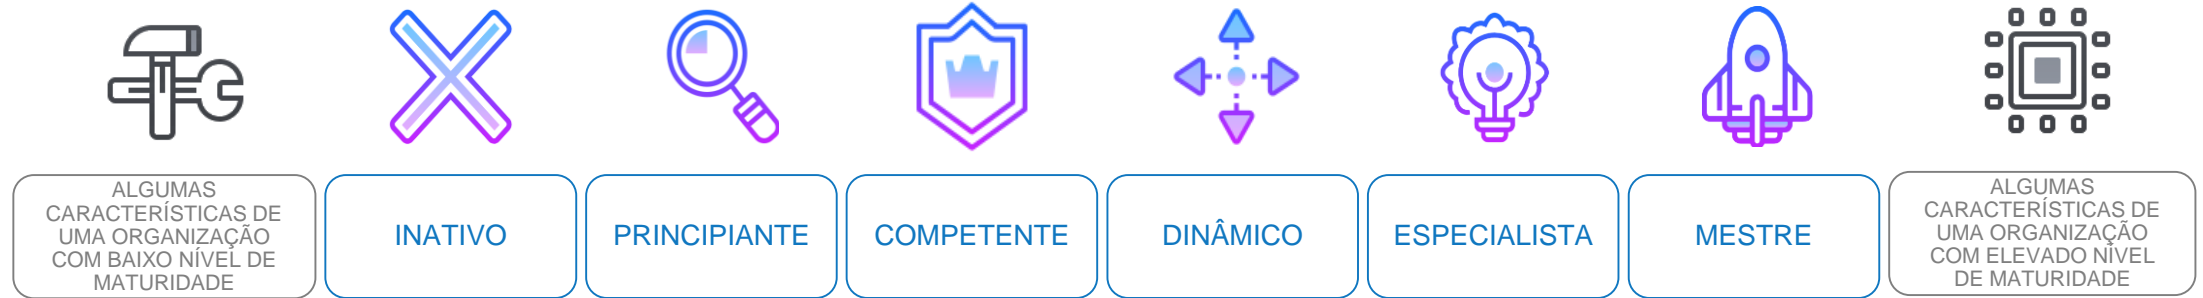 ALGUMAS
CARACTERÍSTICAS DE
UMA ORGANIZAÇÃO
COM BAIXO NÍVEL DE
MATURIDADE
INATIVO
PRINCIPIANTE
COMPETENTE
DINÂMICO
ESPECIALISTA
MESTRE
ALGUMAS
CARACTERÍSTICAS DE
UMA ORGANIZAÇÃO
COM ELEVADO NÍVEL
DE MATURIDADE